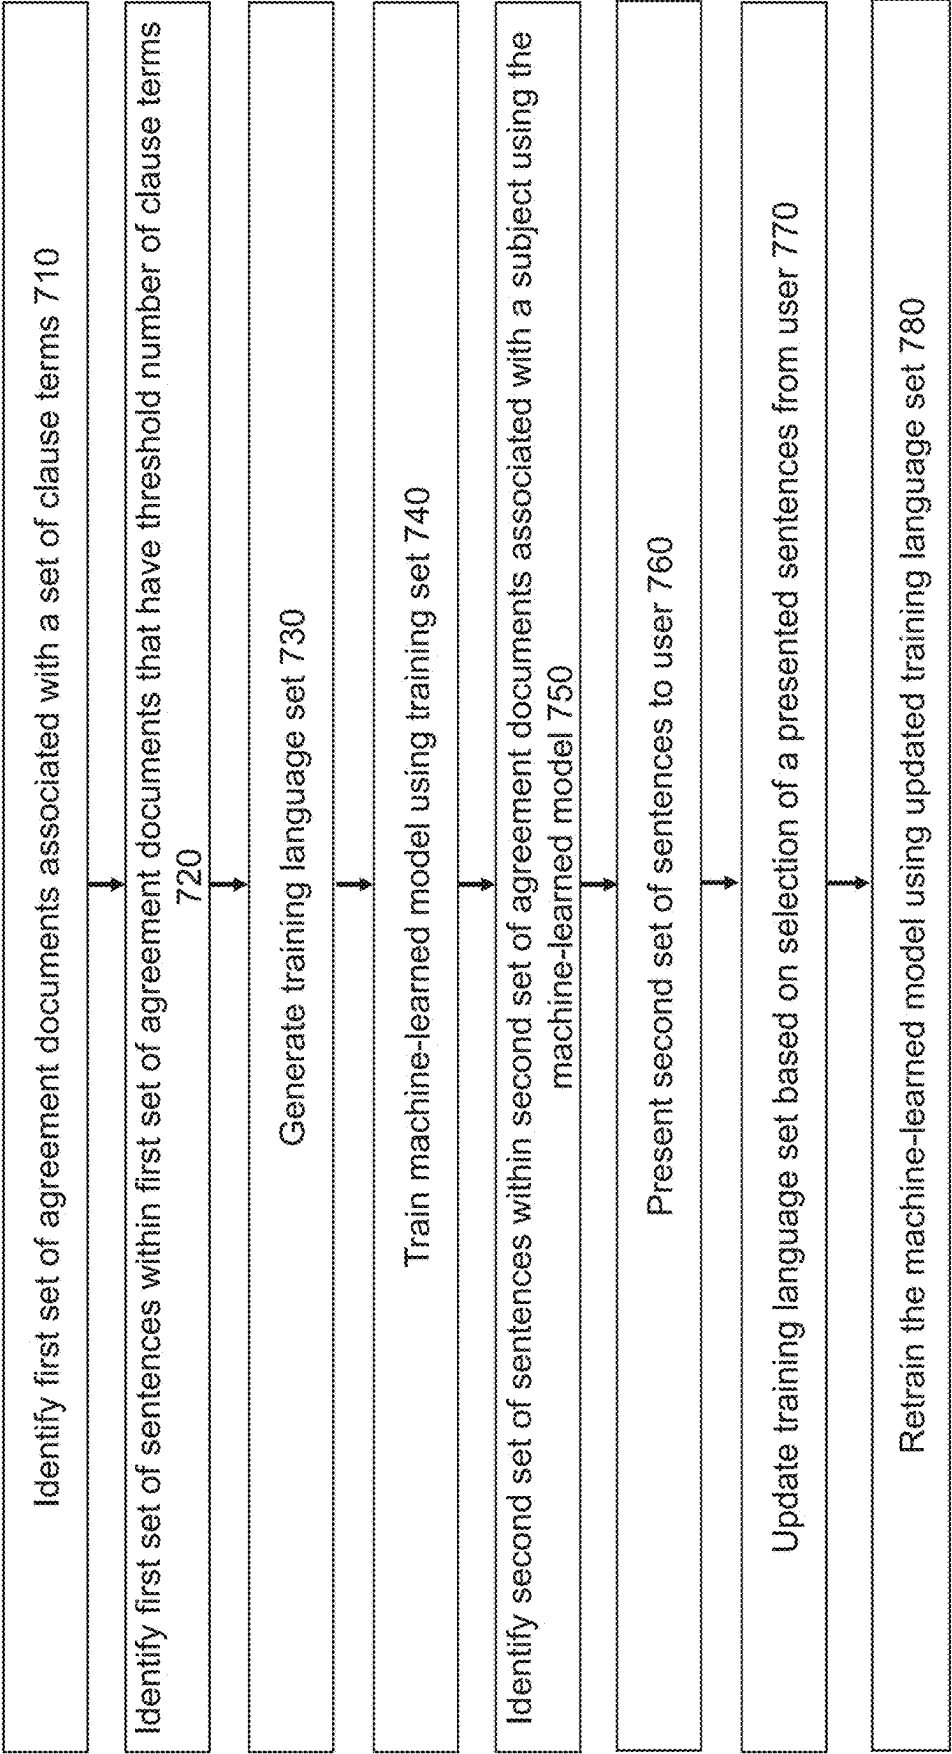 Identify first set of agreement documents associated with a set of clause terms 710
Identify first set of sentences within first set of agreement documents that have threshold number of clause terms
720
Generate training language set 730
Train machine-learned model using training set 740
Identify second set of sentences within second set of agreement documents associated with a subject using the
machine-learned model 750
Present second set of sentences to user 760
Update training language set based on selection of a presented sentences from user 770
Retrain the machine-learned model using updated training language set 780